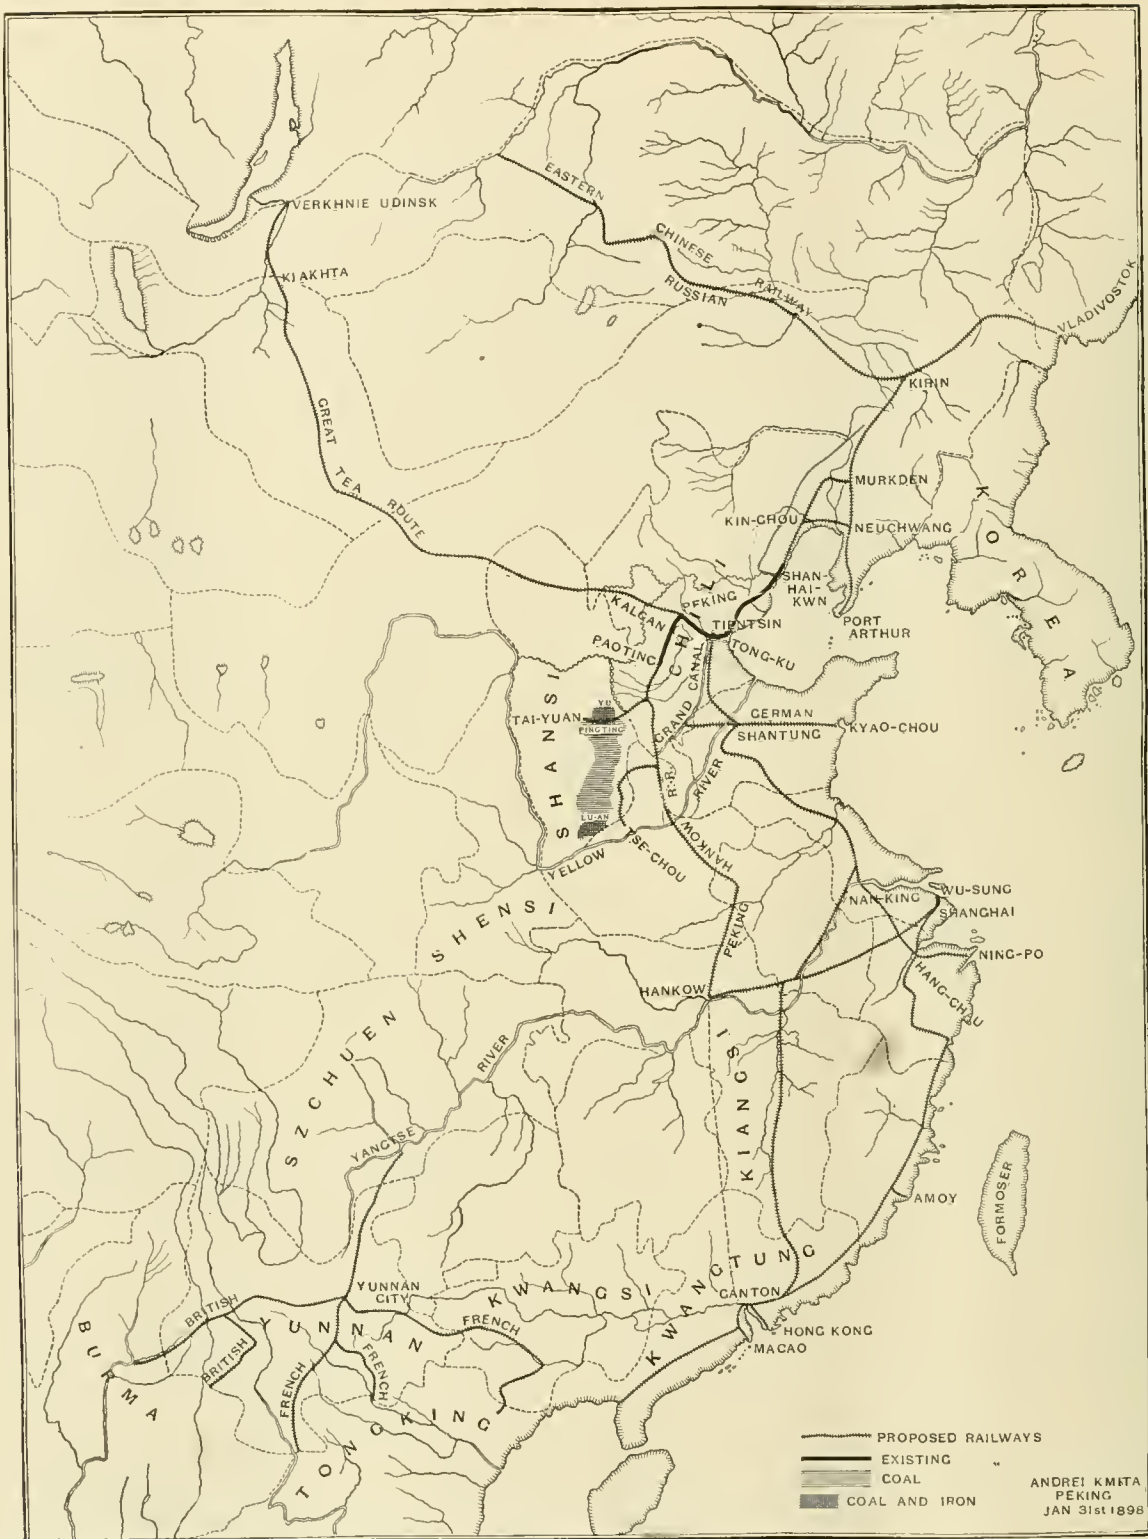 VERKHNIE UDINSK
KIAKHTA
EASTERN
CHINESE
RUSSIAN
RAILWAY
VLADIVOSTOK
KIRIN
GREAT
TEA
ROUTE
MURKDEN
KIN-CHOU
NEUCHWANG
KOREA
SHAN-
HAI-
KWN
PORT
ARTHUR
KALGAN
PEKING
CHILI
TIENTSIN
TONG-KU
PAOTING
GRAND CANAL
SHANSI
YU
TAI-YUAN
PINGTING
GERMAN
SHANTUNG
KYAO-CHOU
R.R.
RIVER
LU-AN
TSE-CHOU
YELLOW
HANKOW
PEKING
SHENSI
NAN-KING
WU-SUNG
SHANGHAI
NING-PO
HANG-CHAU
HANKOW
SZCHUEN
RIVER
YANGTSE
KIANGSI
AMOY
FORMOSER
KWANGSI
KWANGTUNG
CANTON
HONG KONG
MACAO
YUNNAN
CITY
BRITISH
YUNNAN
FRENCH
BRITISH
FRENCH
FRENCH
BURMA
TONGKING
PROPOSED RAILWAYS
EXISTING "
COAL
COAL AND IRON
ANDREI KMITA
PEKING
JAN 31st 1898